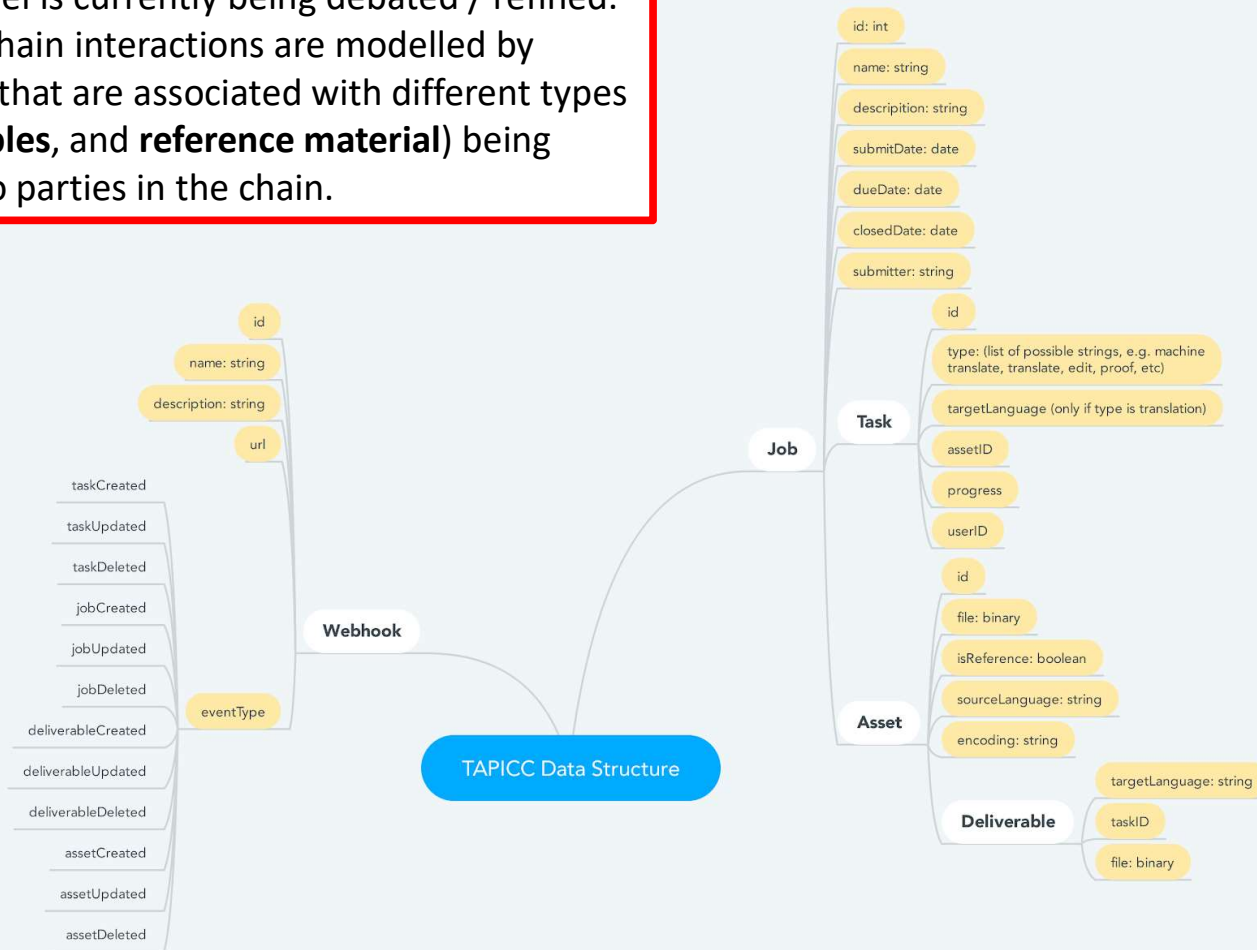 el is currently being debated / refined.
chain interactions are modelled by
that are associated with different types
les, and reference material) being
parties in the chain.
id: int
name: string
descripition: string
submitDate: date
dueDate: date
closedDate: date
submitter: string
id
type: (list of possible strings, e.g. machine
translate, translate, edit, proof, etc)
targetLanguage (only if type is translation)
Task
assetID
progress
userID
Job
id
file: binary
isReference: boolean
sourceLanguage: string
Asset
encoding: string
targetLanguage: string
Deliverable
taskID
file: binary
id
name: string
description: string
url
Webhook
eventType
taskCreated
taskUpdated
taskDeleted
jobCreated
jobUpdated
jobDeleted
deliverableCreated
deliverableUpdated
deliverableDeleted
assetCreated
assetUpdated
assetDeleted
TAPICC Data Structure